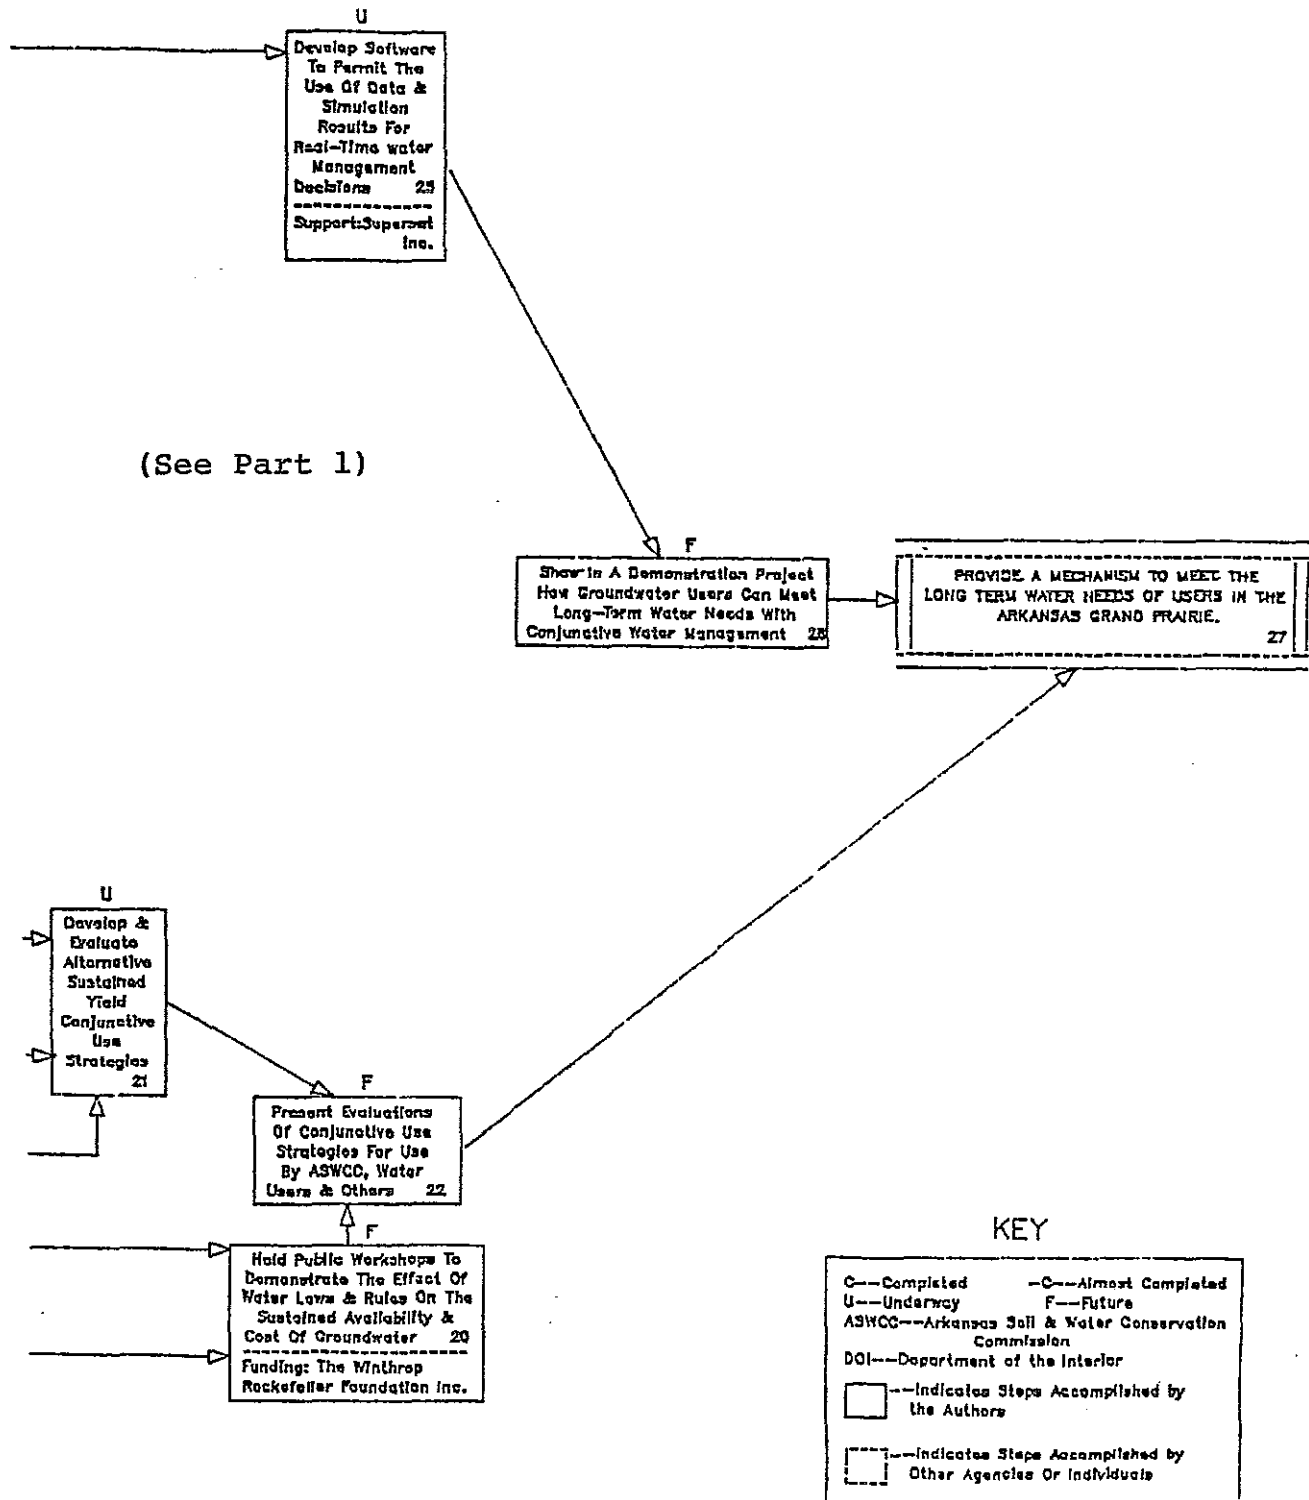 U
Develop Software
To Permit The
Use Of Data &
Simulation
Results For
Real-Time water
Management
Decisions 25
Support:Superset
Inc.
(See Part 1)
F
Show in A Demonstration Project
How Groundwater Users Can Meet
Long-Term Water Needs With
Conjunctive Water Management
PROVIDE A MECHANISM TO MEET THE
LONG TERM WATER NEEDS OF USERS IN THE
ARKANSAS GRAND PRAIRIE.
27
U
Develop &
Evaluate
Alternative
Sustained
Yield
Conjunctive
Use
Strategies
21
F
Present Evaluations
Of Conjunctive Use
Strategies For Use
By ASWCC, Water
Users & Others 22
F
Hold Public Workshops To
Demonstrate The Effect Of
Water Laws & Rules On The
Sustained Availability &
Cost Of Groundwater 20
Funding: The Winthrop
Rockefeller Foundation Inc.
KEY
C--Completed -C--Almost Completed
U--Underway F--Future
ASWCC--Arkansas Soil & Water Conservation
Commission
DOI--Department of the Interior
--Indicates Steps Accomplished by
the Authors
--Indicates Steps Accomplished by
Other Agencies Or Individuals